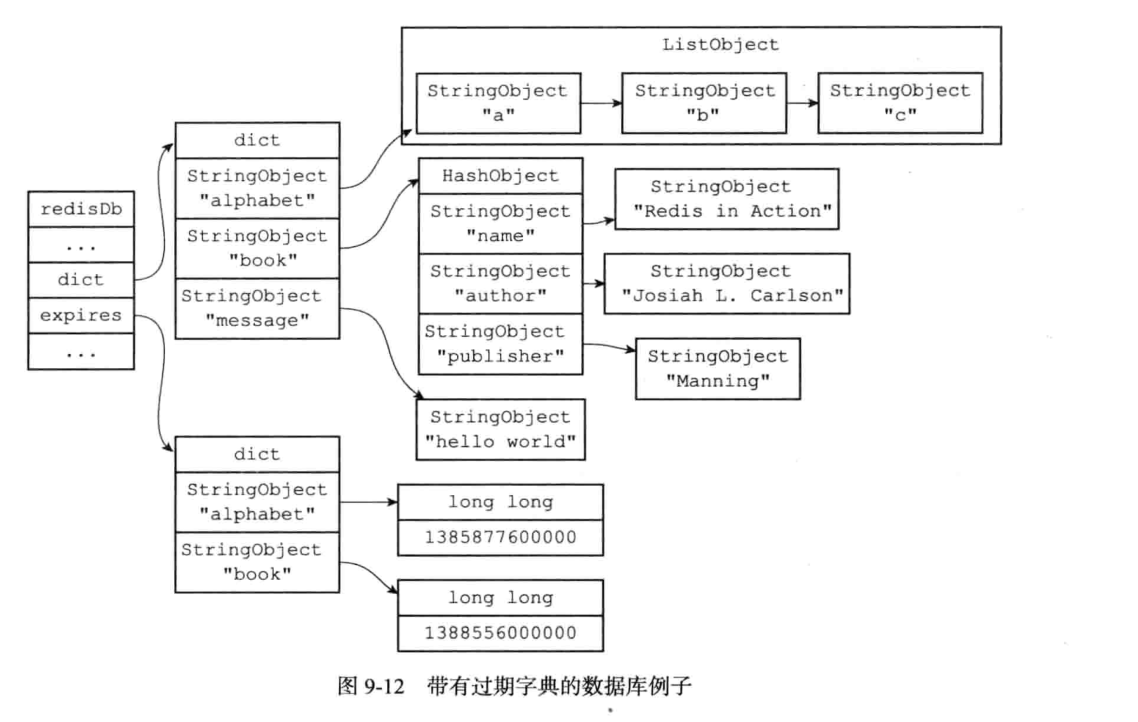 ListObject
StringObject
"a"
StringObject
"b"
StringObject
"c"
redisDb
...
dict
expires
...
dict
StringObject
"alphabet"
StringObject
"book"
StringObject
"message"
HashObject
StringObject
"name"
StringObject
"author"
StringObject
"publisher"
StringObject
"Redis in Action"
StringObject
"Josiah L. Carlson"
StringObject
"Manning"
StringObject
"hello world"
dict
StringObject
"alphabet"
StringObject
"book"
long long
1385877600000
long long
1388556000000
图 9-12 带有过期字典的数据库例子